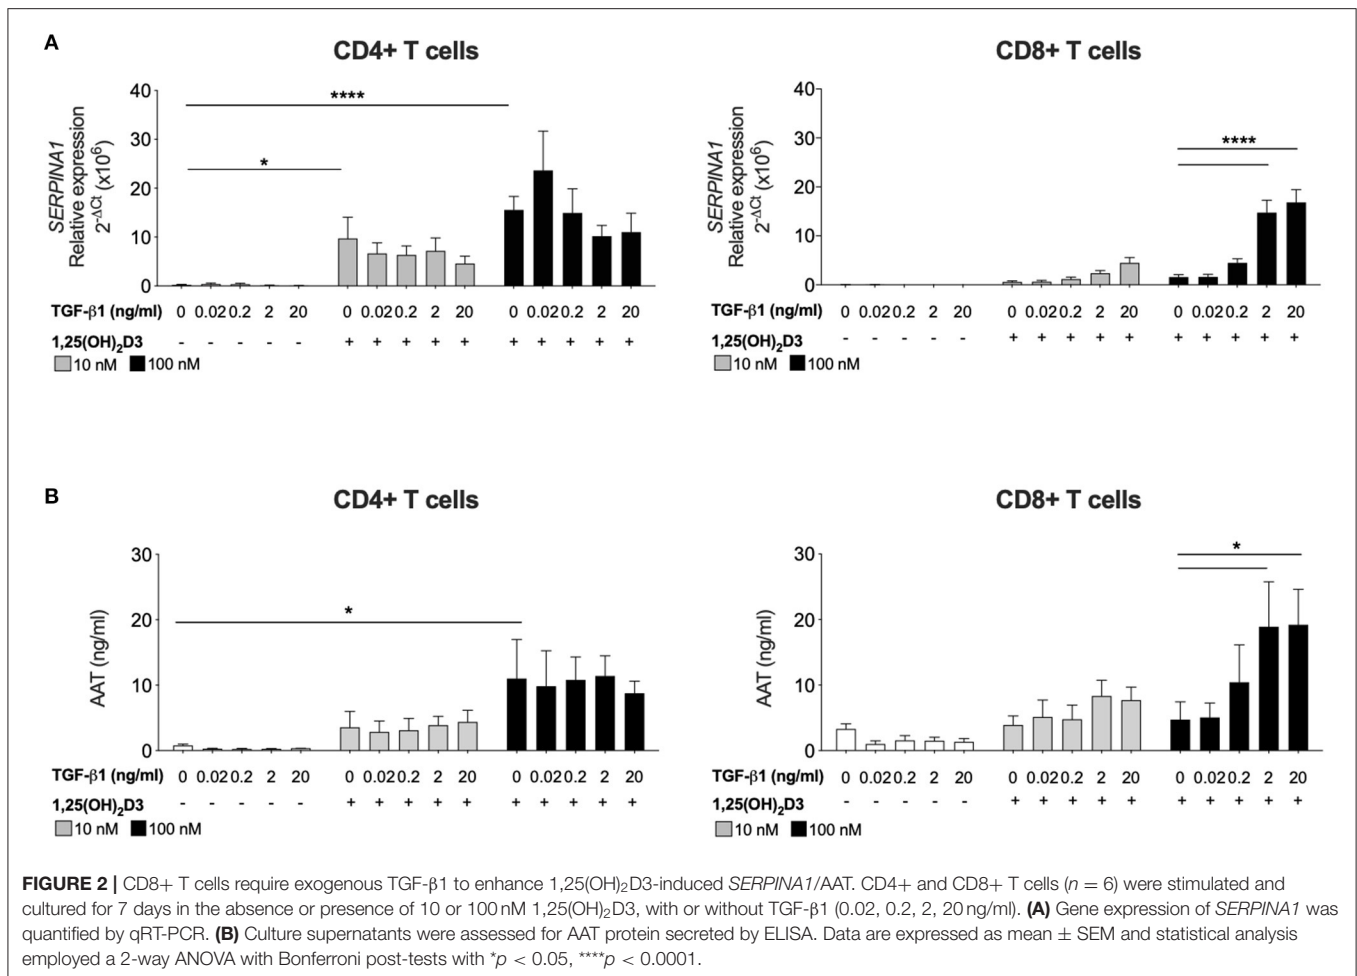 A
CD4+ T cells
CD8+ T cells
SERPINA1
Relative expression
2-ΔCt (x10⁶)
40
30
20
10
0
****
*
TGF-β1 (ng/ml) 0 0.02 0.2 2 20 0 0.02 0.2 2 20 0 0.02 0.2 2 20
1,25(OH)₂D3 - - - - - + + + + + + + + + +
10 nM 100 nM
SERPINA1
Relative expression
2-ΔCt (x10⁶)
40
30
20
10
0
****
TGF-β1 (ng/ml) 0 0.02 0.2 2 20 0 0.02 0.2 2 20 0 0.02 0.2 2 20
1,25(OH)₂D3 - - - - - + + + + + + + + + +
10 nM 100 nM
B
CD4+ T cells
CD8+ T cells
AAT (ng/ml)
30
20
10
0
*
TGF-β1 (ng/ml) 0 0.02 0.2 2 20 0 0.02 0.2 2 20 0 0.02 0.2 2 20
1,25(OH)₂D3 - - - - - + + + + + + + + + +
10 nM 100 nM
AAT (ng/ml)
30
20
10
0
*
TGF-β1 (ng/ml) 0 0.02 0.2 2 20 0 0.02 0.2 2 20 0 0.02 0.2 2 20
1,25(OH)₂D3 - - - - - + + + + + + + + + +
10 nM 100 nM
FIGURE 2 | CD8+ T cells require exogenous TGF-β1 to enhance 1,25(OH)₂D3-induced SERPINA1/AAT. CD4+ and CD8+ T cells (n = 6) were stimulated and
cultured for 7 days in the absence or presence of 10 or 100 nM 1,25(OH)₂D3, with or without TGF-β1 (0.02, 0.2, 2, 20 ng/ml). (A) Gene expression of SERPINA1 was
quantified by qRT-PCR. (B) Culture supernatants were assessed for AAT protein secreted by ELISA. Data are expressed as mean ± SEM and statistical analysis
employed a 2-way ANOVA with Bonferroni post-tests with *p < 0.05, ****p < 0.0001.